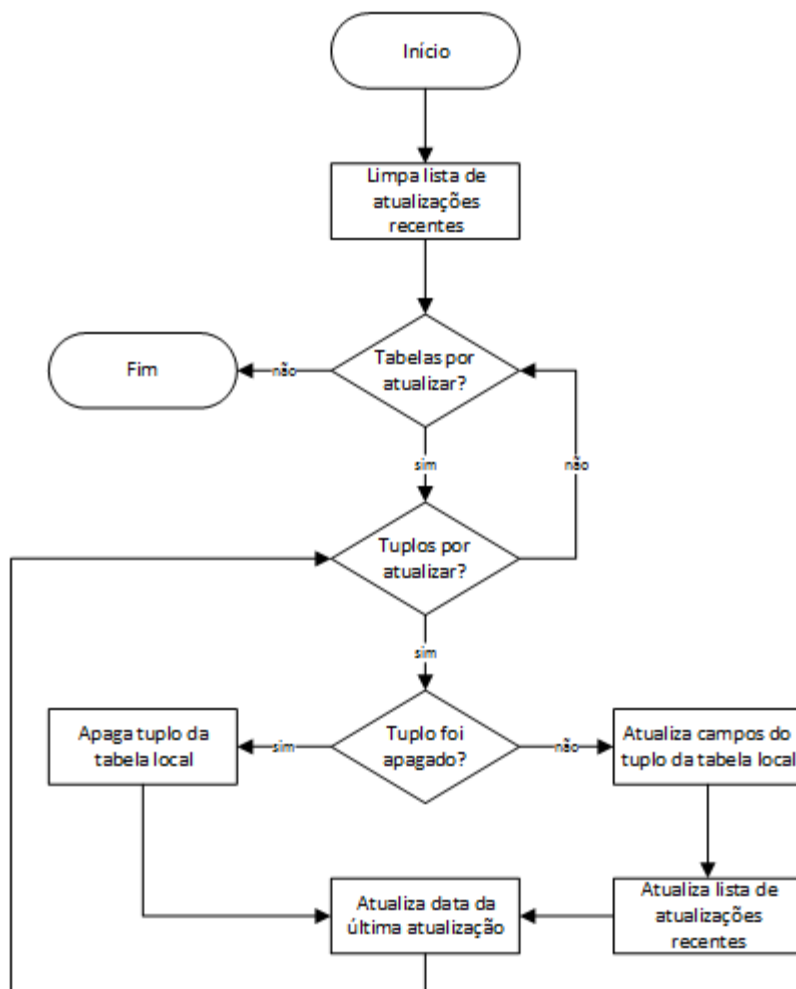 Início
Limpa lista de
atualizações
recentes
Tabelas por
atualizar?
não
Fim
sim
não
Tuplos por
atualizar?
sim
Tuplo foi
apagado?
sim
Apaga tuplo da
tabela local
não
Atualiza campos do
tuplo da tabela local
Atualiza lista de
atualizações
recentes
Atualiza data da
última atualização